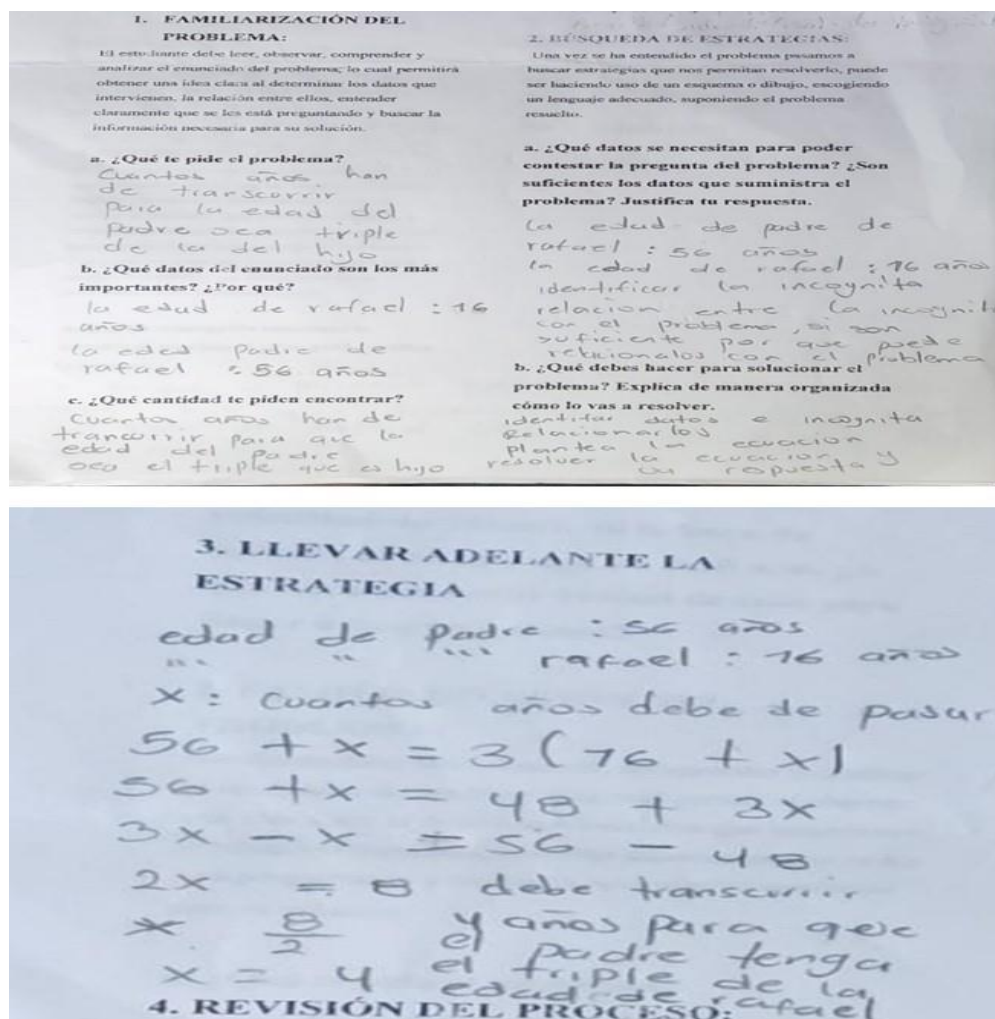 1. FAMILIARIZACIÓN DEL
PROBLEMA:
El estudiante debe leer, observar, comprender y
analizar el enunciado del problema, lo cual permitirá
obtener una idea clara al determinar los datos que
intervienen, la relación entre ellos, entender
claramente que se les está preguntando y buscar la
información necesaria para su solución.
a. ¿Qué te pide el problema?
Cuantos años han
de transcorrir
para la edad del
padre oca triple
de la del hijo
b. ¿Qué datos del enunciado son los más
importantes? ¿Por qué?
la edad de rafael : 16
años
la edad padre de
rafael : 56 años
c. ¿Qué cantidad te piden encontrar?
Cuantos años han de
trancurrir para que la
edad del padre
oca el triple que es hijo
2. BÚSQUEDA DE ESTRATEGIAS:
Una vez se ha entendido el problema pasamos a
buscar estrategias que nos permitan resolverlo, puede
ser haciendo uso de un esquema o dibujo, escogiendo
un lenguaje adecuado, suponiendo el problema
resuelto.
a. ¿Qué datos se necesitan para poder
contestar la pregunta del problema? ¿Son
suficientes los datos que suministra el
problema? Justifica tu respuesta.
la edad de padre de
rafael : 56 años
la edad de rafael : 16 años
identificar la incognita
relacion entre la incognit
con el problema, si son
suficiente por que puede
relacionalos con el problema
b. ¿Qué debes hacer para solucionar el
problema? Explica de manera organizada
cómo lo vas a resolver.
identifar datos e incognita
Relacionarlos
plantea la ecuacion
resolver la ecuacion y
su ropuesta
3. LLEVAR ADELANTE LA
ESTRATEGIA
edad de Padre : 56 años
" " " rafael : 16 años
x : cuantos años debe de pasar
56 + x = 3 (16 + x)
56 + x = 48 + 3x
3x - x = 56 - 48
2x = 8 debe transcurrir
x 8/2 4 años para que
el padre tenga
x = 4 el triple de la
edad de rafael
4. REVISIÓN DEL PROCESO: